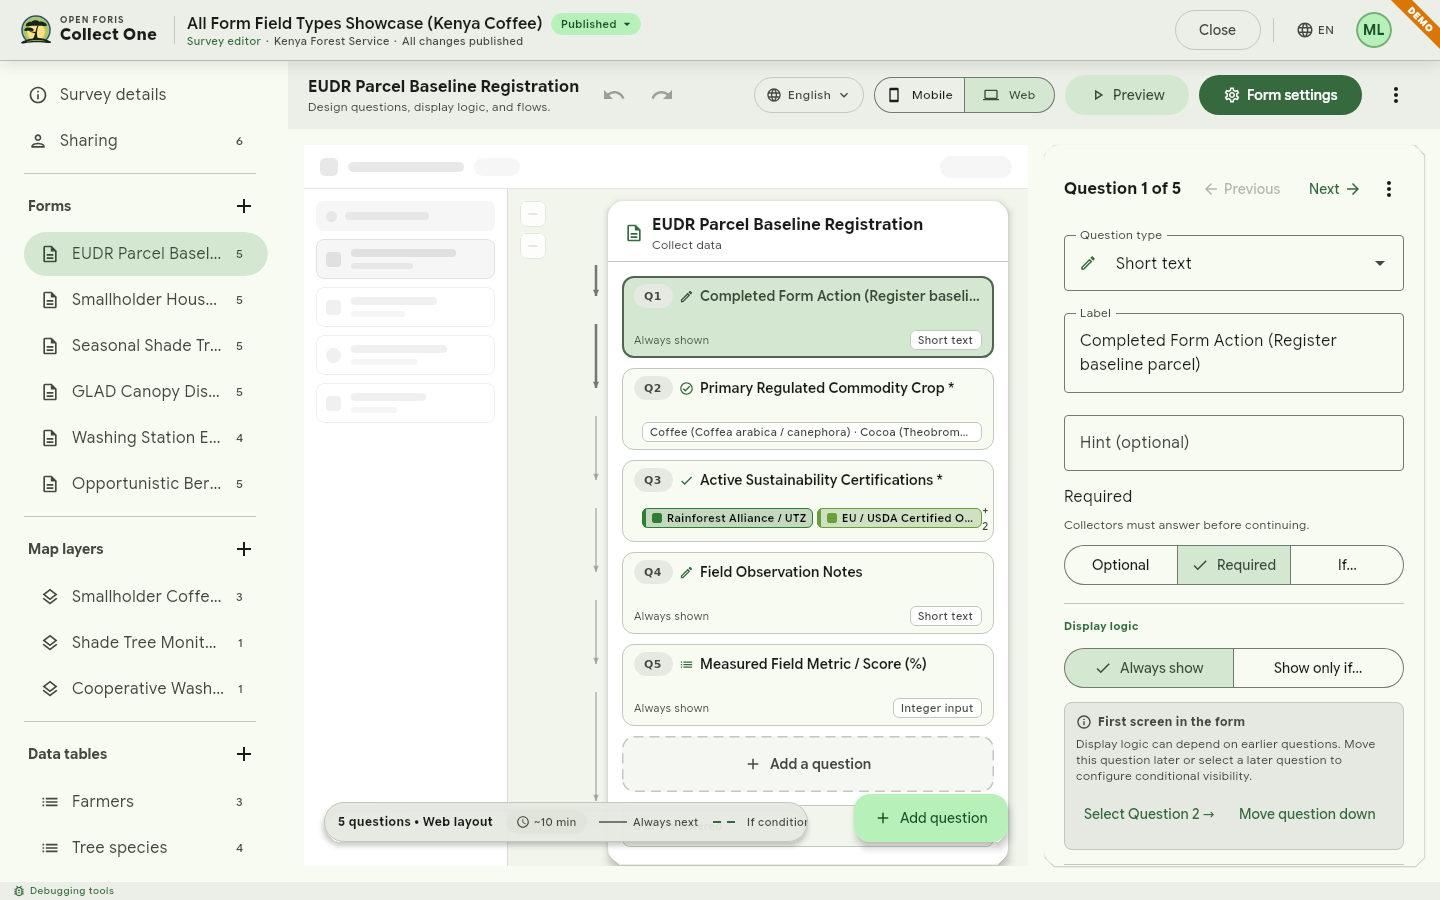 OPEN FORIS
Collect One
All Form Field Types Showcase (Kenya Coffee)
Published
Survey editor · Kenya Forest Service · All changes published
Close
EN
ML
DEMO
Survey details
Sharing 6
Forms
EUDR Parcel Basel... 5
Smallholder Hous... 5
Seasonal Shade Tr... 5
GLAD Canopy Dis... 5
Washing Station E... 4
Opportunistic Ber... 5
Map layers
Smallholder Coffe... 3
Shade Tree Monit... 1
Cooperative Wash... 1
Data tables
Farmers 3
Tree species 4
Debugging tools
EUDR Parcel Baseline Registration
Design questions, display logic, and flows.
English
Mobile
Web
Preview
Form settings
EUDR Parcel Baseline Registration
Collect data
Q1 Completed Form Action (Register baseli...
Always shown Short text
Q2 Primary Regulated Commodity Crop *
Coffee (Coffea arabica / canephora) · Cocoa (Theobrom...
Q3 Active Sustainability Certifications *
Rainforest Alliance / UTZ EU / USDA Certified O... +
2
Q4 Field Observation Notes
Always shown Short text
Q5 Measured Field Metric / Score (%)
Always shown Integer input
Add a question
5 questions • Web layout ~10 min Always next If condition
Add question
Question 1 of 5
Previous
Next
Question type
Short text
Label
Completed Form Action (Register
baseline parcel)
Hint (optional)
Required
Collectors must answer before continuing.
Optional Required If...
Display logic
Always show Show only if...
First screen in the form
Display logic can depend on earlier questions. Move
this question later or select a later question to
configure conditional visibility.
Select Question 2 → Move question down